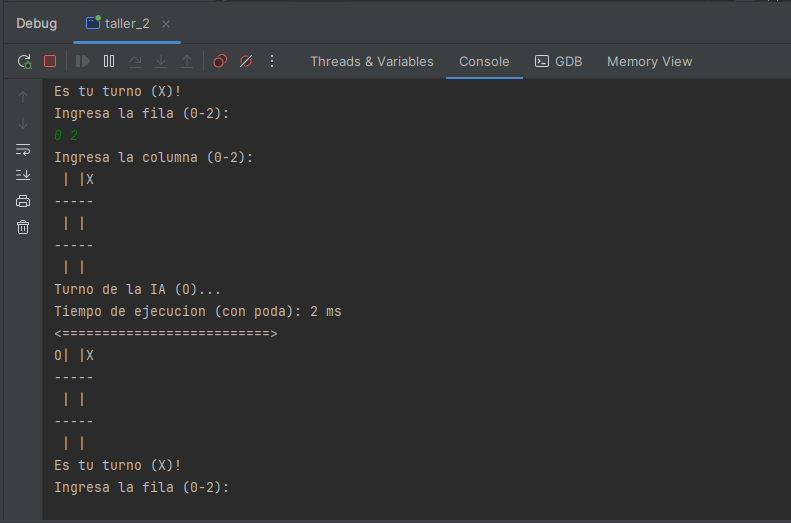 Debug taller_2
Threads & Variables Console GDB Memory View
Es tu turno (X)!
Ingresa la fila (0-2):
0 2
Ingresa la columna (0-2):
 | |X
-----
 | |
-----
 | |
Turno de la IA (O)...
Tiempo de ejecucion (con poda): 2 ms
<==========================>
O| |X
-----
 | |
-----
 | |
Es tu turno (X)!
Ingresa la fila (0-2):